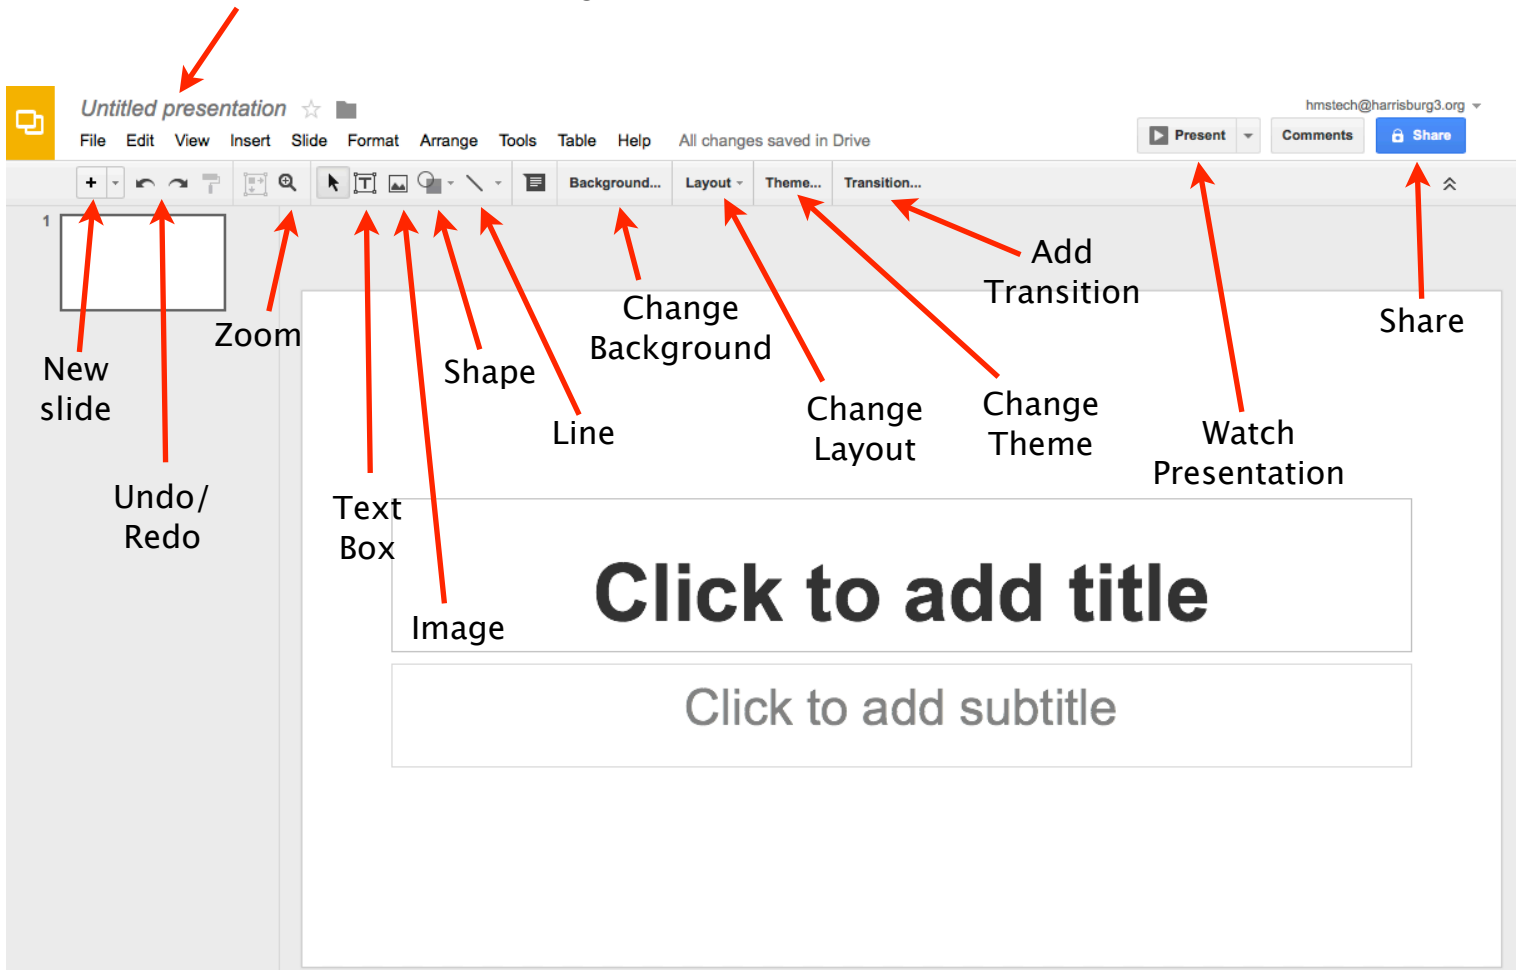 Untitled presentation
hmstech@harrisburg3.org
File Edit View Insert Slide Format Arrange Tools Table Help All changes saved in Drive
Present Comments Share
Background... Layout Theme... Transition...
1
Add
Transition
Change
Background
Share
Zoom
New
slide
Shape
Change
Layout
Change
Theme
Line
Watch
Presentation
Undo/
Redo
Text
Box
Image
Click to add title
Click to add subtitle